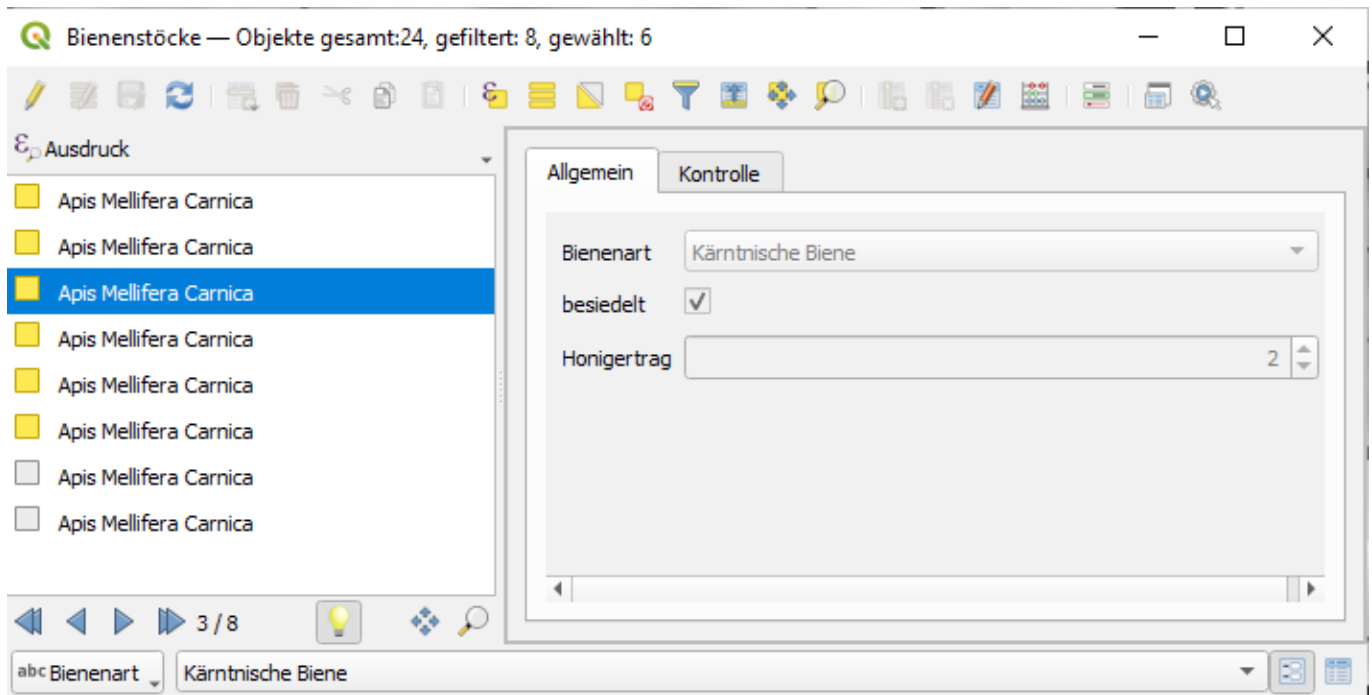 Bienenstöcke — Objekte gesamt:24, gefiltert: 8, gewählt: 6
Ausdruck
Apis Mellifera Carnica
Apis Mellifera Carnica
Apis Mellifera Carnica
Apis Mellifera Carnica
Apis Mellifera Carnica
Apis Mellifera Carnica
Apis Mellifera Carnica
Apis Mellifera Carnica
3 / 8
Allgemein Kontrolle
Bienenart Kärntnische Biene
besiedelt
Honigertrag 2
abc Bienenart Kärntnische Biene